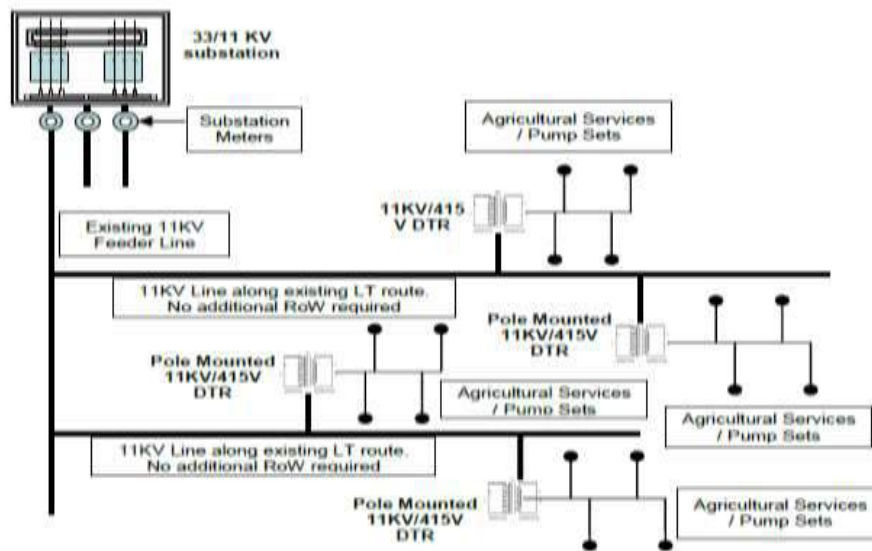 33/11 KV
substation
Substation
Meters
Agricultural Services
/ Pump Sets
11KV/415
V DTR
Existing 11KV
Feeder Line
11KV Line along existing LT route.
No additional RoW required
Pole Mounted
11KV/415V
DTR
Pole Mounted
11KV/415V
DTR
Agricultural Services
/ Pump Sets
Agricultural Services
/ Pump Sets
11KV Line along existing LT route.
No additional RoW required
Pole Mounted
11KV/415V
DTR
Agricultural Services
/ Pump Sets